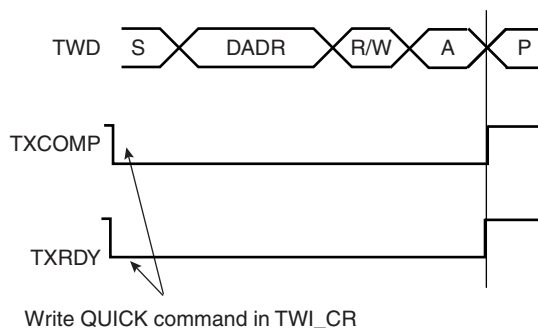 TWD S DADR R/W A P
TXCOMP
TXRDY
Write QUICK command in TWI_CR